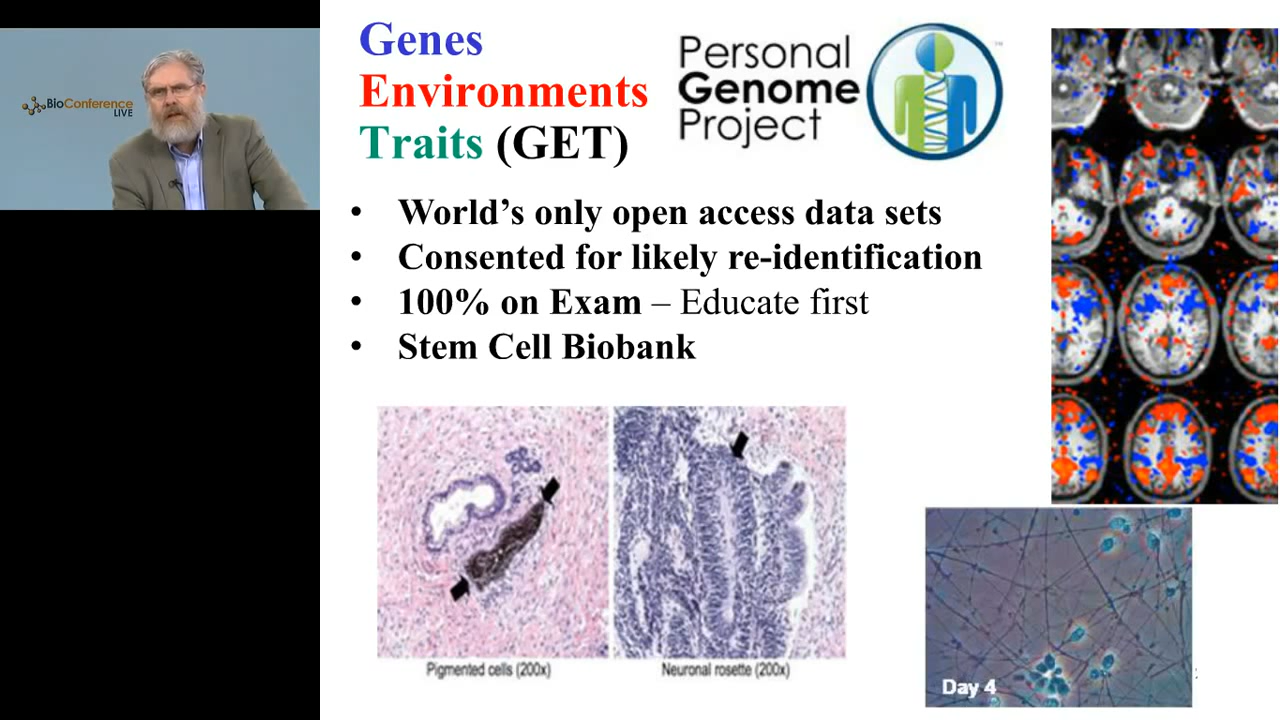 BioConference
LIVE
Genes
Environments
Traits (GET)
Personal
Genome
Project
TM
• World's only open access data sets
• Consented for likely re-identification
• 100% on Exam – Educate first
• Stem Cell Biobank
Pigmented cells (200x)
Neuronal rosette (200x)
Day 4